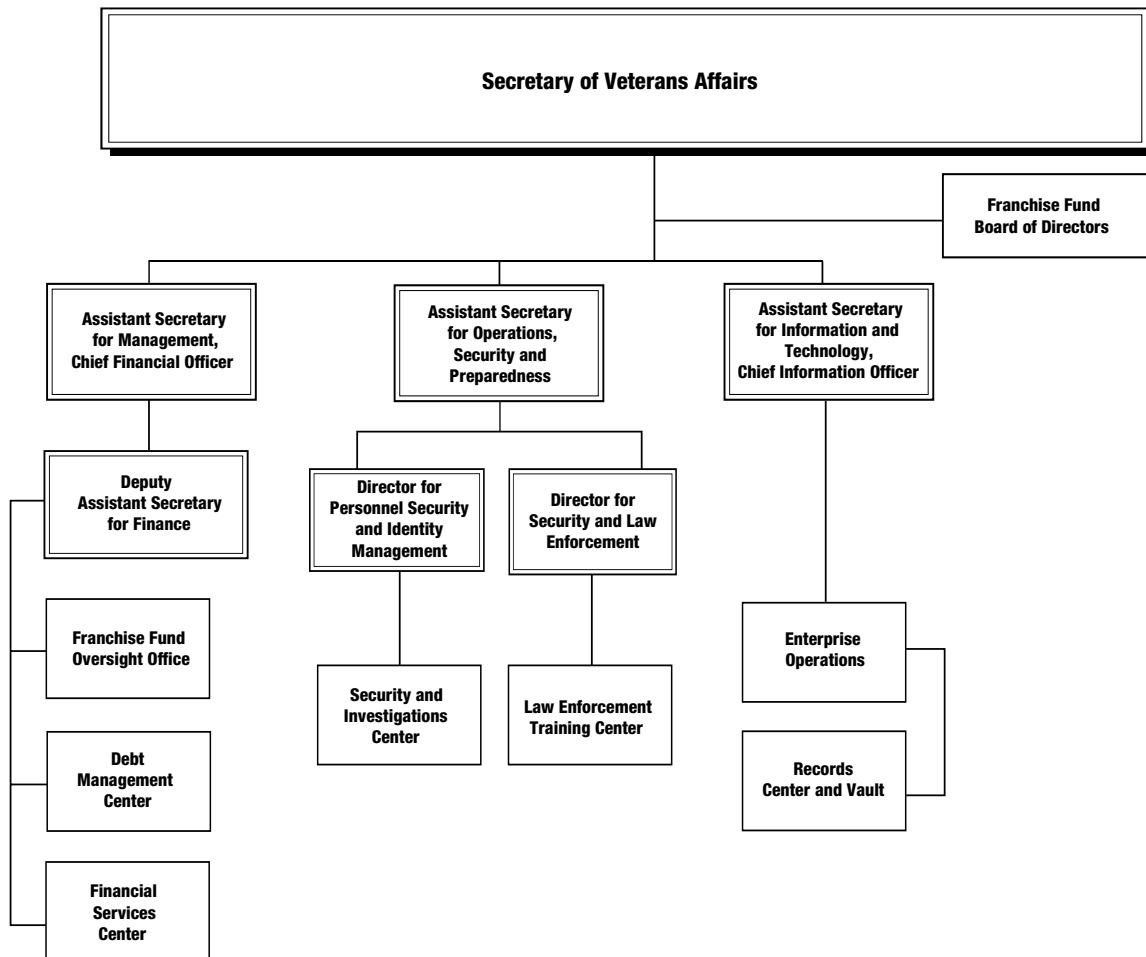 Secretary of Veterans Affairs
Franchise Fund
Board of Directors
Assistant Secretary
for Management,
Chief Financial Officer
Assistant Secretary
for Operations,
Security and
Preparedness
Assistant Secretary
for Information and
Technology,
Chief Information Officer
Deputy
Assistant Secretary
for Finance
Director for
Personnel Security
and Identity
Management
Director for
Security and Law
Enforcement
Franchise Fund
Oversight Office
Enterprise
Operations
Security and
Investigations
Center
Law Enforcement
Training Center
Debt
Management
Center
Records
Center and Vault
Financial
Services
Center